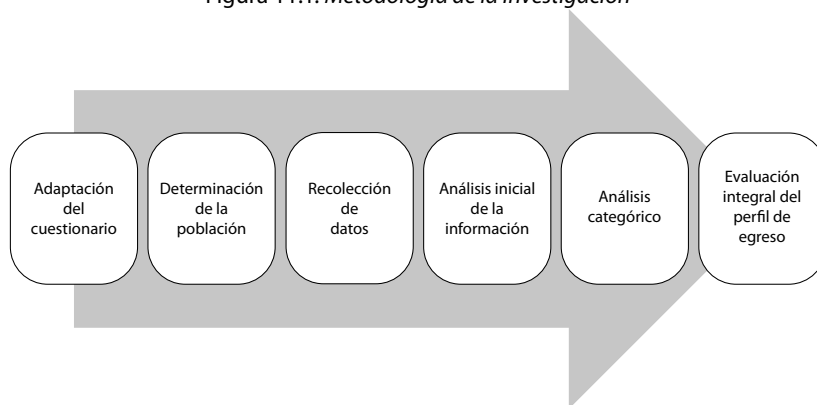 Figura 11.1. Metodología de la investigación
Adaptación
del
cuestionario
Determinación
de la
población
Recolección
de
datos
Análisis inicial
de la
información
Análisis
categórico
Evaluación
integral del
perfil de
egreso